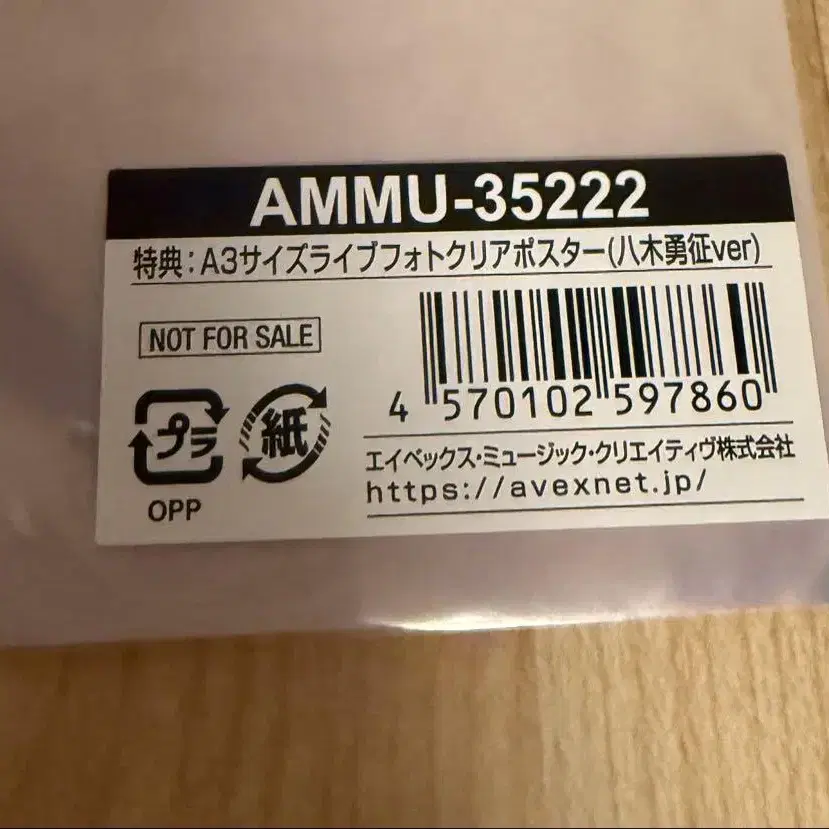 AMMU-35222
特典：A3サイズライブフォトクリアポスター(八木勇征ver)
NOT FOR SALE
4 570102 597860
プラ
紙
OPP
エイベックス・ミュージック・クリエイティヴ株式会社
https://avexnet.jp/